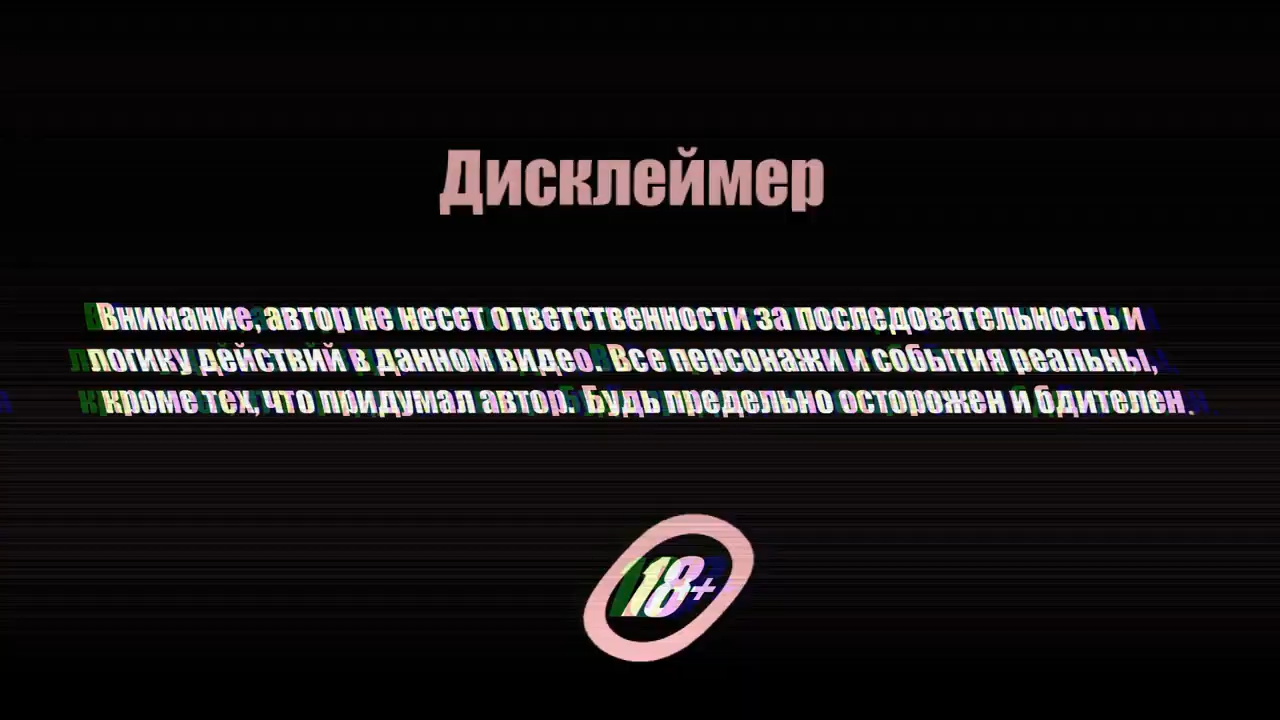 Дисклеймер
Внимание, автор не несет ответственности за последовательность и
логику действий в данном видео. Все персонажи и события реальны,
кроме тех, что придумал автор. Будь предельно осторожен и бдителен.
18+